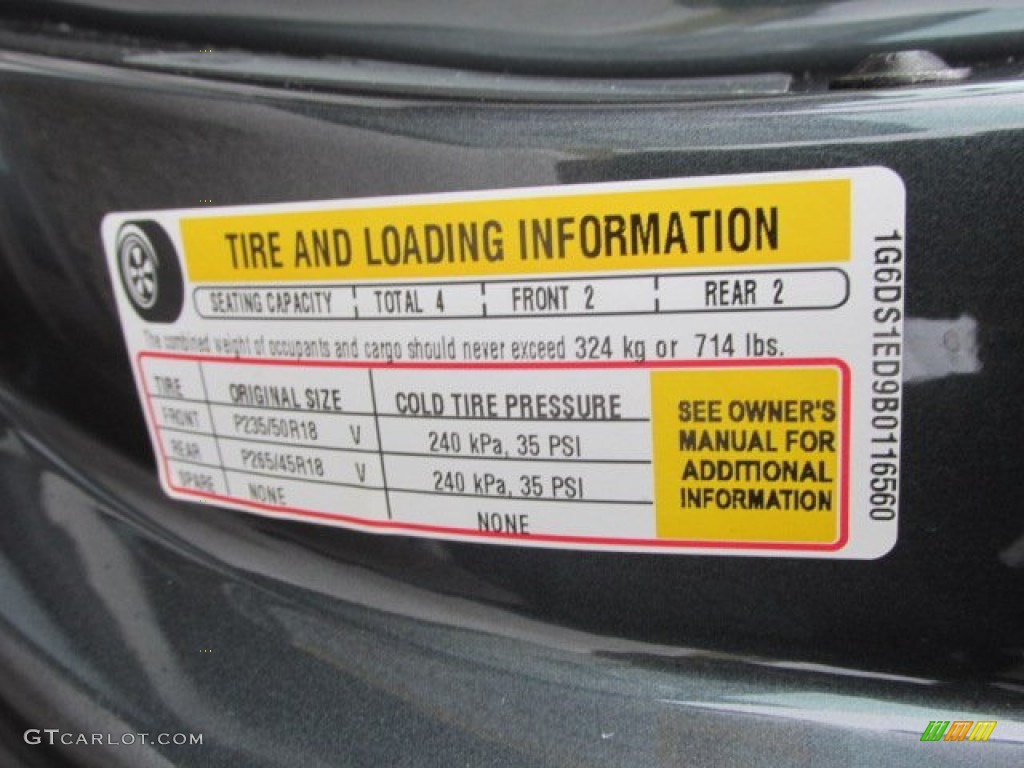 TIRE AND LOADING INFORMATION
SEATING CAPACITY TOTAL 4 FRONT 2 REAR 2
The combined weight of occupants and cargo should never exceed 324 kg or 714 lbs.
TIRE ORIGINAL SIZE COLD TIRE PRESSURE
FRONT P235/50R18 V 240 kPa, 35 PSI
REAR P265/45R18 V 240 kPa, 35 PSI
SPARE NONE NONE
SEE OWNER'S
MANUAL FOR
ADDITIONAL
INFORMATION
1G6DS1ED9B0116560
GTCARLOT.COM